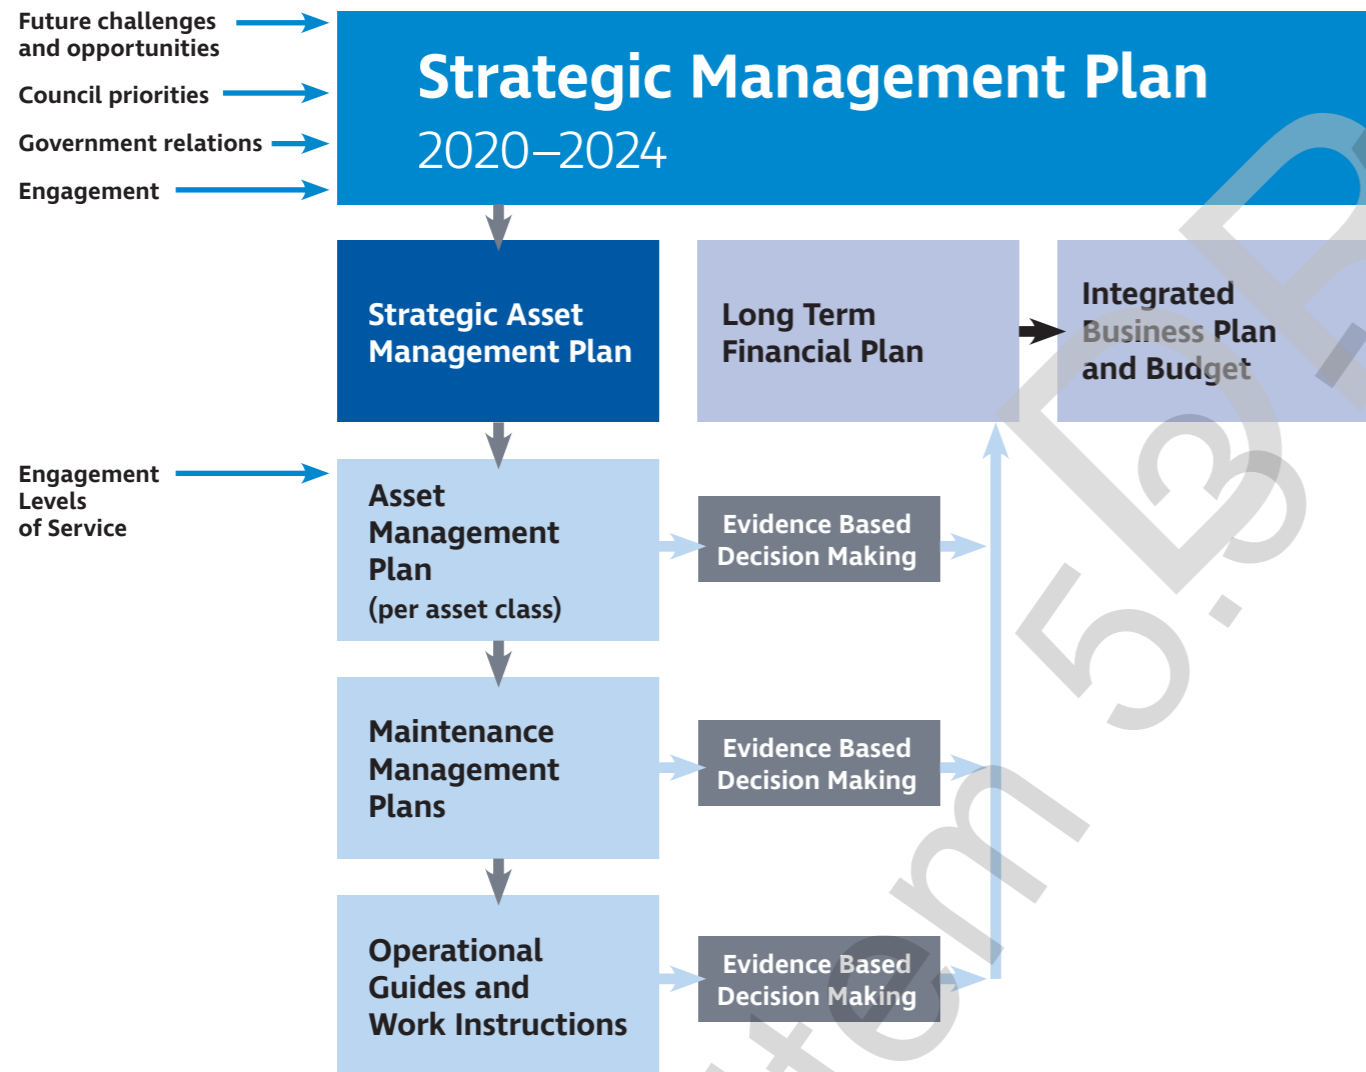 Future challenges
and opportunities
Council priorities
Government relations
Engagement
Strategic Management Plan
2020–2024
Strategic Asset
Management Plan
Long Term
Financial Plan
Integrated
Business Plan
and Budget
Engagement
Levels
of Service
Asset
Management
Plan
(per asset class)
Evidence Based
Decision Making
Maintenance
Management
Plans
Evidence Based
Decision Making
Operational
Guides and
Work Instructions
Evidence Based
Decision Making